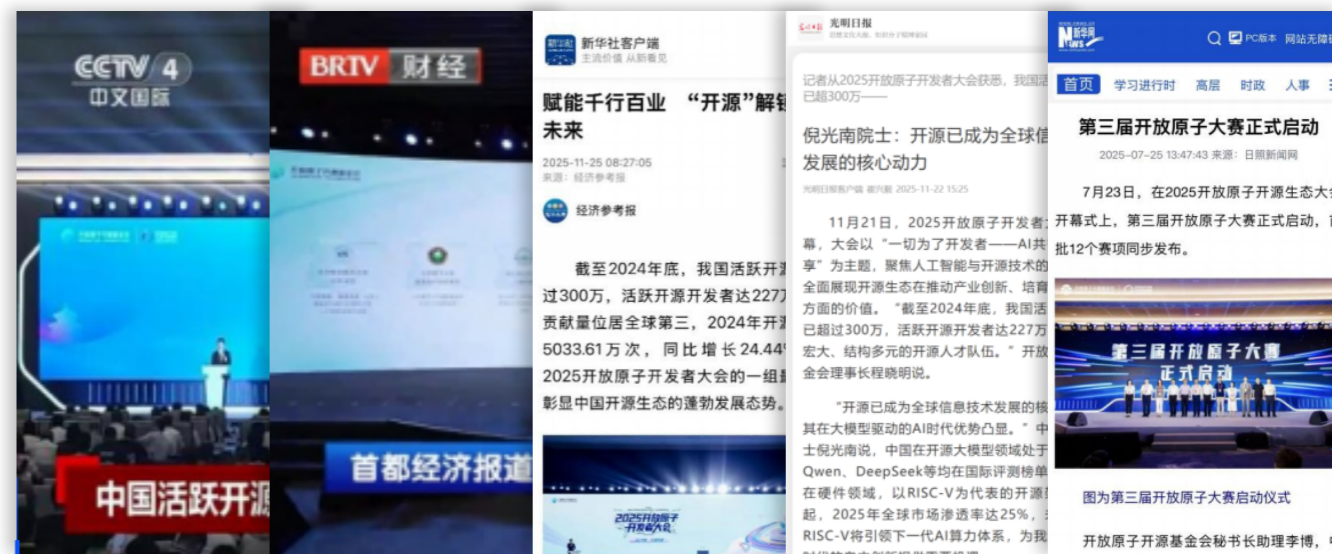 CCTV 4
中文国际
中国活跃开源
BRTV 财经
首都经济报道
新华社客户端
主流价值 从新看见
赋能千行百业 “开源”解锁
未来
2025-11-25 08:27:05
来源：经济参考报
经济参考报
截至2024年底，我国活跃开源
过300万，活跃开源开发者达227万
贡献量位居全球第三，2024年开源
5033.61万次，同比增长24.44%
2025开放原子开发者大会的一组
彰显中国开源生态的蓬勃发展态势。
2025开放原子
开发者大会
光明日报
记者从2025开放原子开发者大会获悉，我国活
已超300万——
倪光南院士：开源已成为全球信
发展的核心动力
光明日报客户端 崔兴毅 2025-11-22 15:25
11月21日，2025开放原子开发者
幕，大会以“一切为了开发者——AI共
享”为主题，聚焦人工智能与开源技术的
全面展现开源生态在推动产业创新、培育
方面的价值。“截至2024年底，我国活
已超过300万，活跃开源开发者达227万
宏大、结构多元的开源人才队伍。”开放
金会理事长程晓明说。
“开源已成为全球信息技术发展的核
其在大模型驱动的AI时代优势凸显。”中
士倪光南说，中国在开源大模型领域处于
Qwen、DeepSeek等均在国际评测榜单
在硬件领域，以RISC-V为代表的开源
起，2025年全球市场渗透率达25%，
RISC-V将引领下一代AI算力体系，为我
新华网
NEWS
PC版本 网站无障碍
首页 学习进行时 高层 时政 人事
第三届开放原子大赛正式启动
2025-07-25 13:47:43 来源：日照新闻网
7月23日，在2025开放原子开源生态大会
开幕式上，第三届开放原子大赛正式启动，首
批12个赛项同步发布。
第三届开放原子大赛
正式启动
图为第三届开放原子大赛启动仪式
开放原子开源基金会秘书长助理李博，中